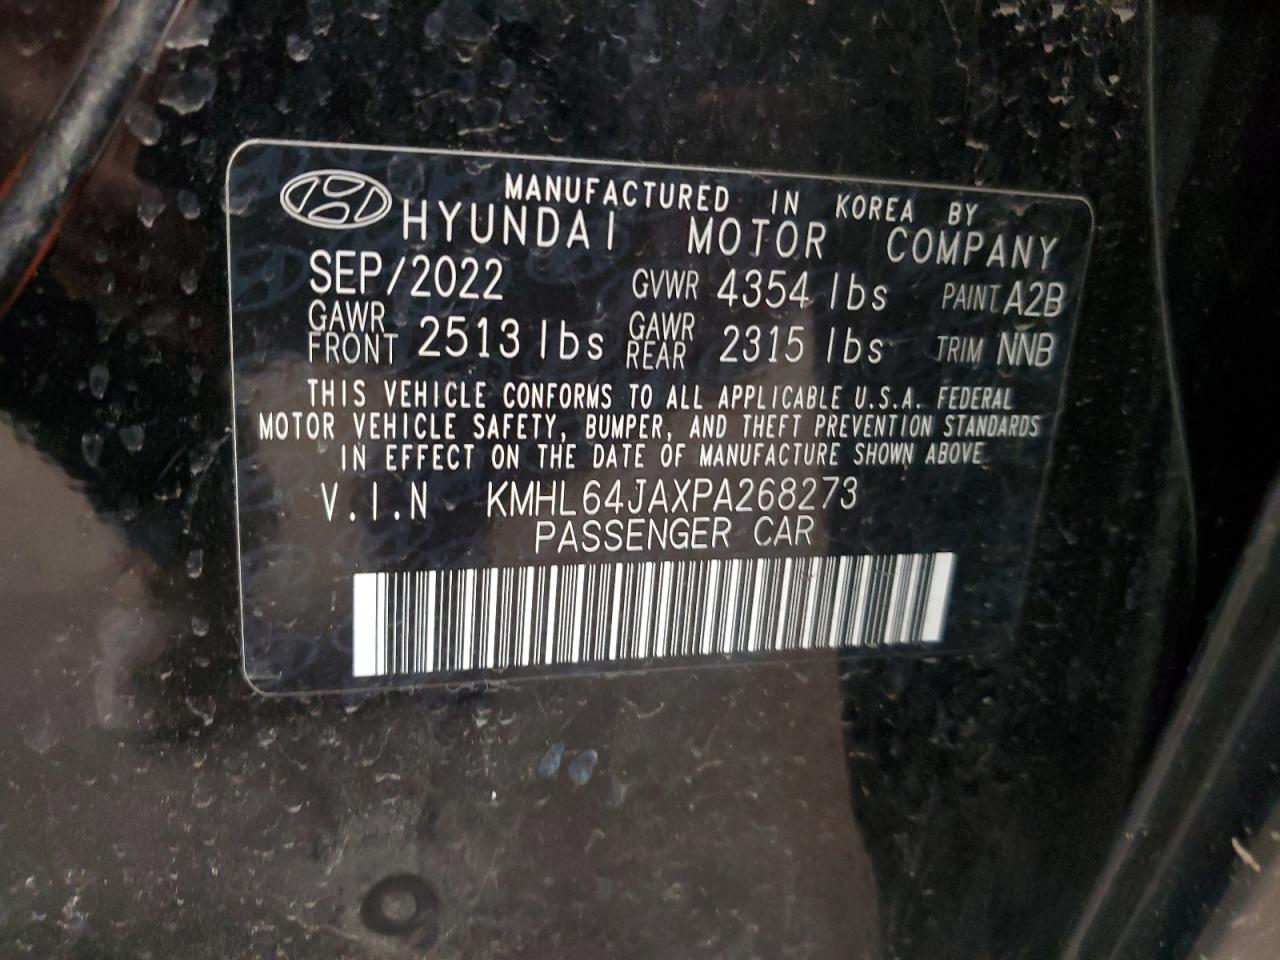 MANUFACTURED IN KOREA BY
HYUNDAI MOTOR COMPANY
SEP/2022 GVWR 4354 lbs PAINT A2B
GAWR FRONT 2513 lbs GAWR REAR 2315 lbs TRIM NNB
THIS VEHICLE CONFORMS TO ALL APPLICABLE U.S.A. FEDERAL
MOTOR VEHICLE SAFETY, BUMPER, AND THEFT PREVENTION STANDARDS
IN EFFECT ON THE DATE OF MANUFACTURE SHOWN ABOVE.
V.I.N KMHL64JAXPA268273
PASSENGER CAR